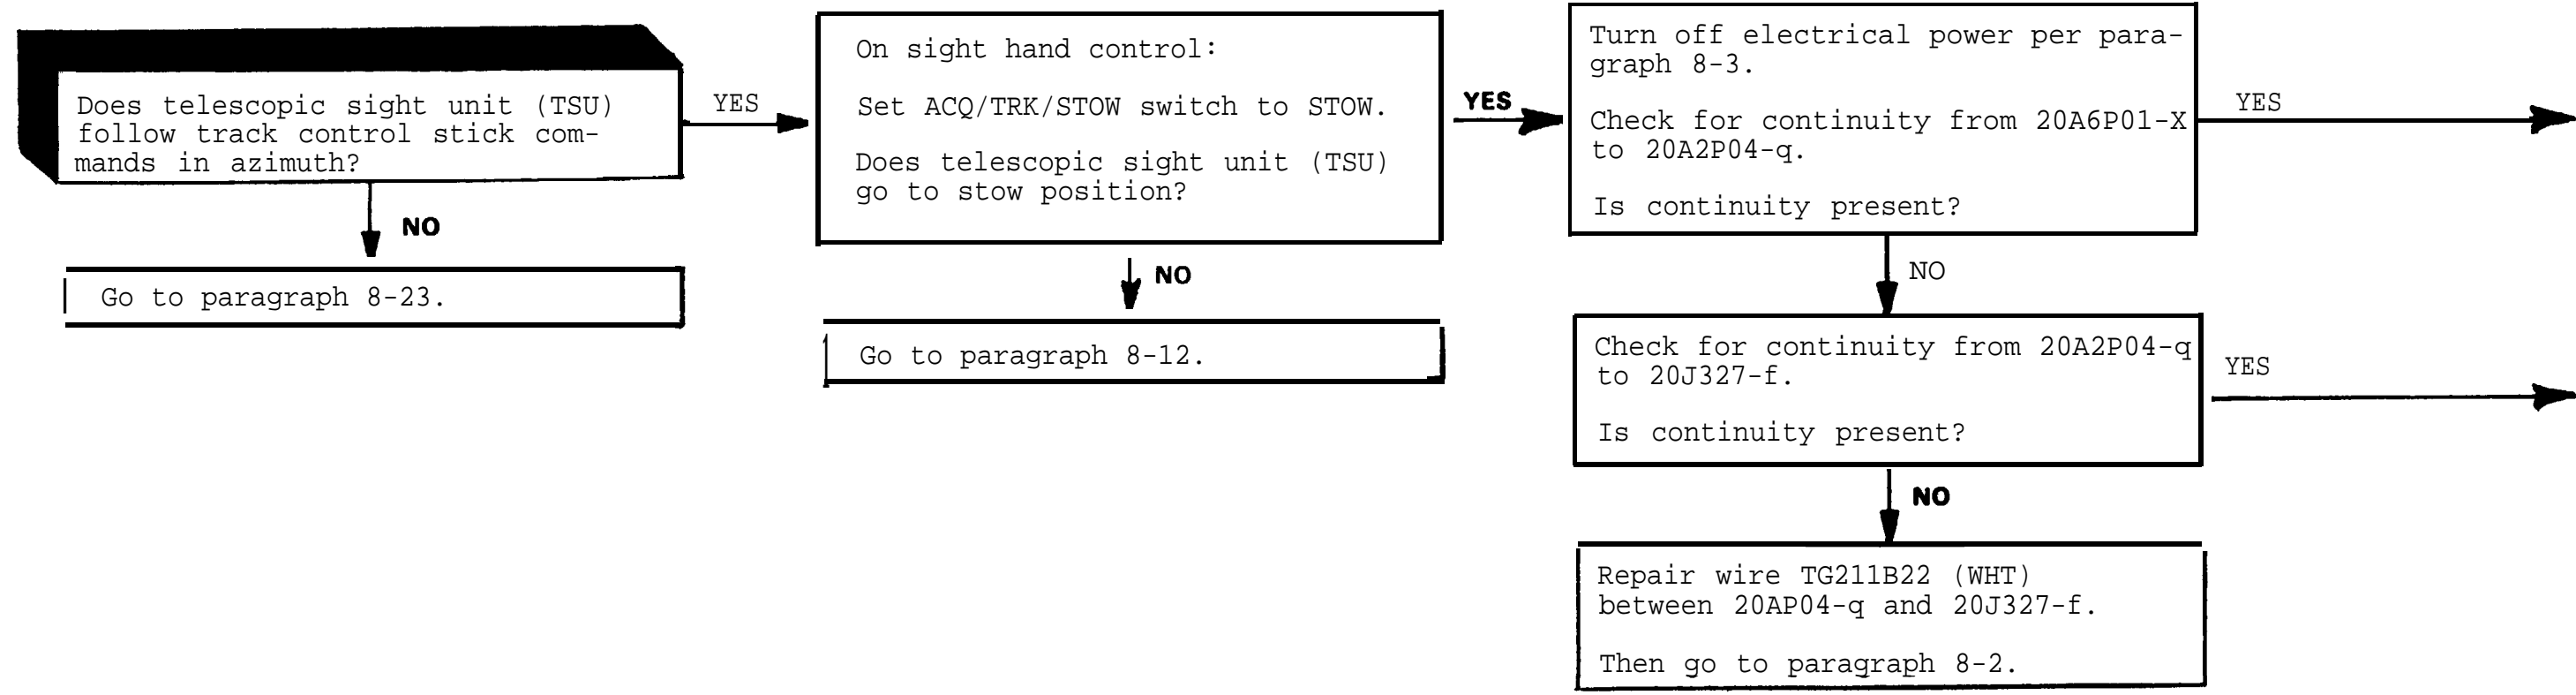 Does telescopic sight unit (TSU)
follow track control stick com-
mands in azimuth?
YES
NO
Go to paragraph 8-23.
On sight hand control:
Set ACQ/TRK/STOW switch to STOW.
Does telescopic sight unit (TSU)
go to stow position?
YES
NO
Go to paragraph 8-12.
Turn off electrical power per para-
graph 8-3.
Check for continuity from 20A6P01-X
to 20A2P04-q.
Is continuity present?
YES
NO
Check for continuity from 20A2P04-q
to 20J327-f.
Is continuity present?
YES
NO
Repair wire TG211B22 (WHT)
between 20AP04-q and 20J327-f.
Then go to paragraph 8-2.